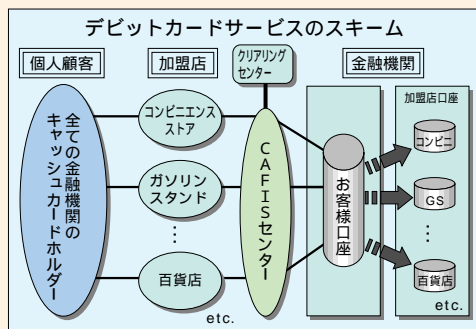 デビットカードサービスのスキーム
個人顧客
加盟店
クリアリング
センター
金融機関
全ての金融機関の
キャッシュカードホルダー
コンビニエンス
ストア
ガソリン
スタンド
⋮
百貨店
etc.
CAFISセンター
お客様口座
加盟店口座
コンビニ
GS
⋮
百貨店
etc.